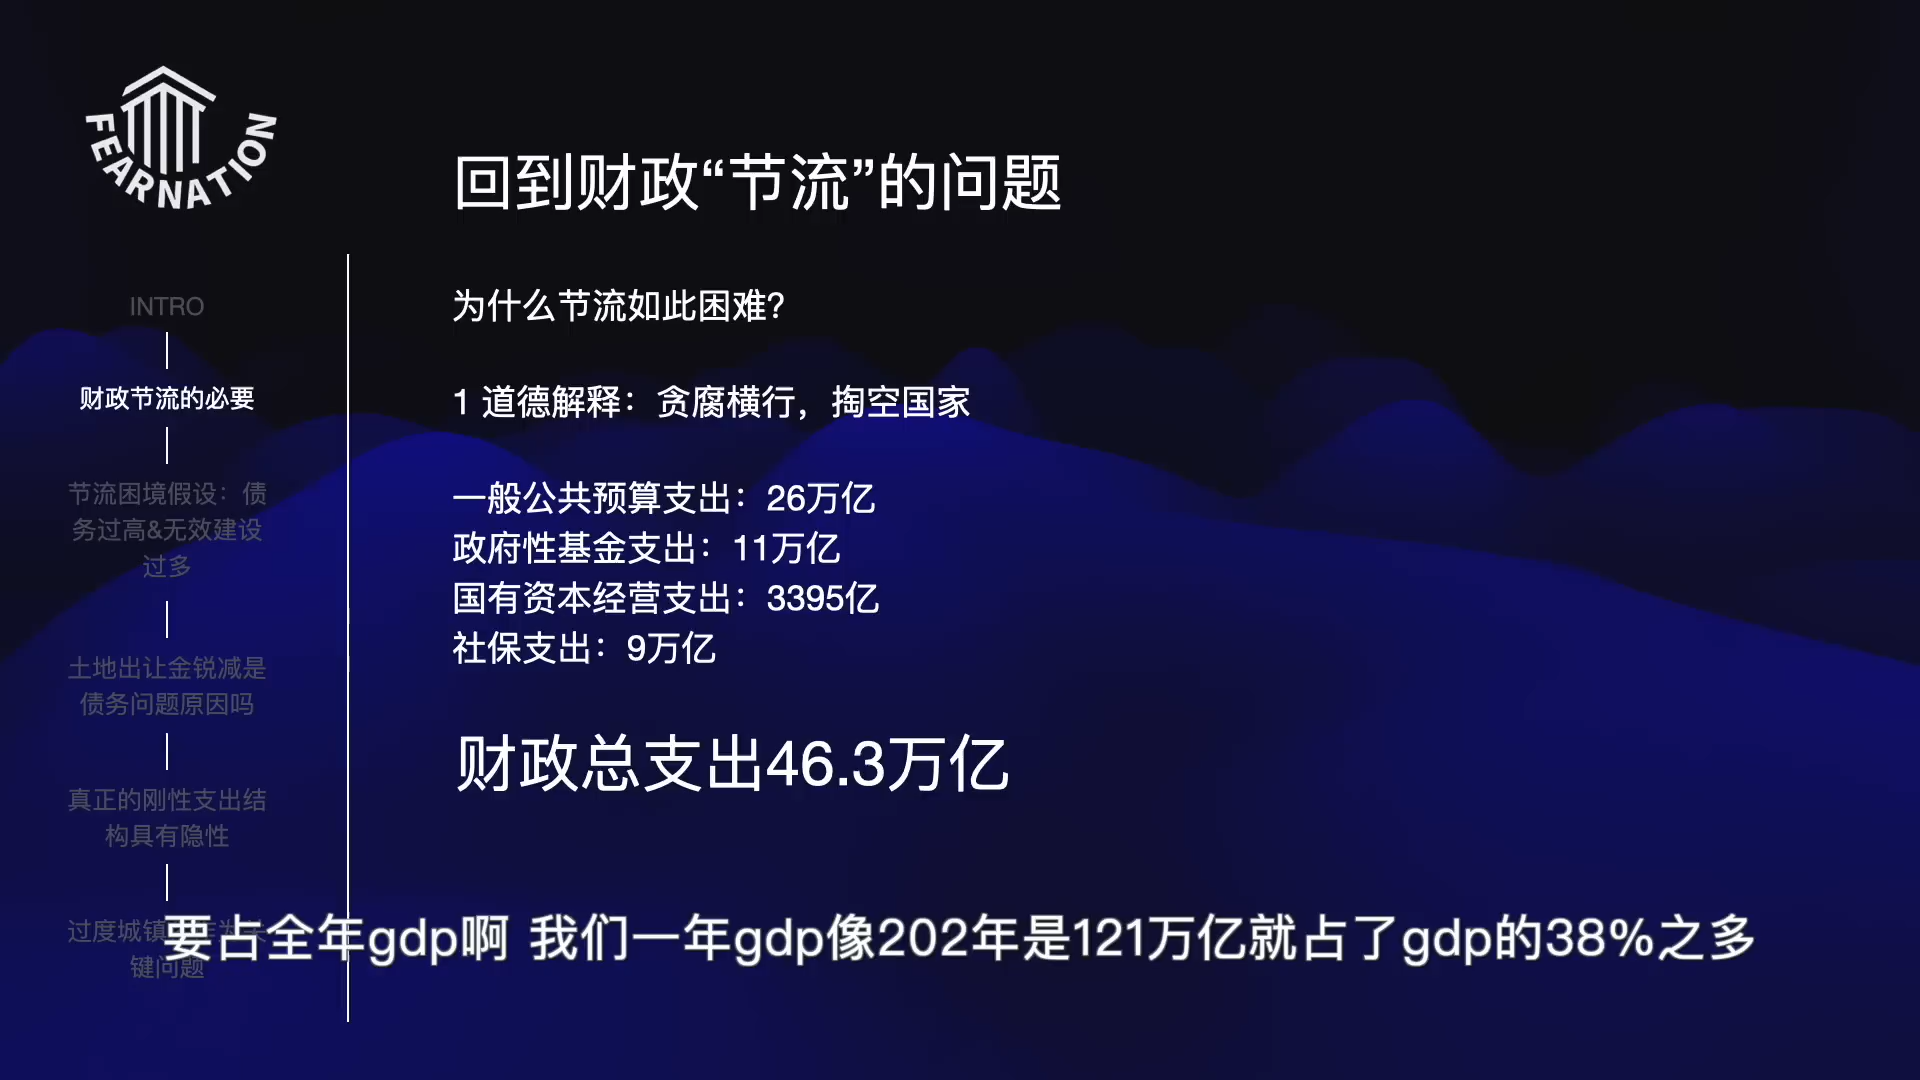 FEARNATION
回到财政“节流”的问题
INTRO
财政节流的必要
节流困境假设：债
务过高&无效建设
过多
土地出让金锐减是
债务问题原因吗
真正的刚性支出结
构具有隐性
过度城镇
键问题
为什么节流如此困难?
1 道德解释：贪腐横行，掏空国家
一般公共预算支出：26万亿
政府性基金支出：11万亿
国有资本经营支出：3395亿
社保支出：9万亿
财政总支出46.3万亿
要占全年gdp啊 我们一年gdp像202年是121万亿就占了gdp的38%之多